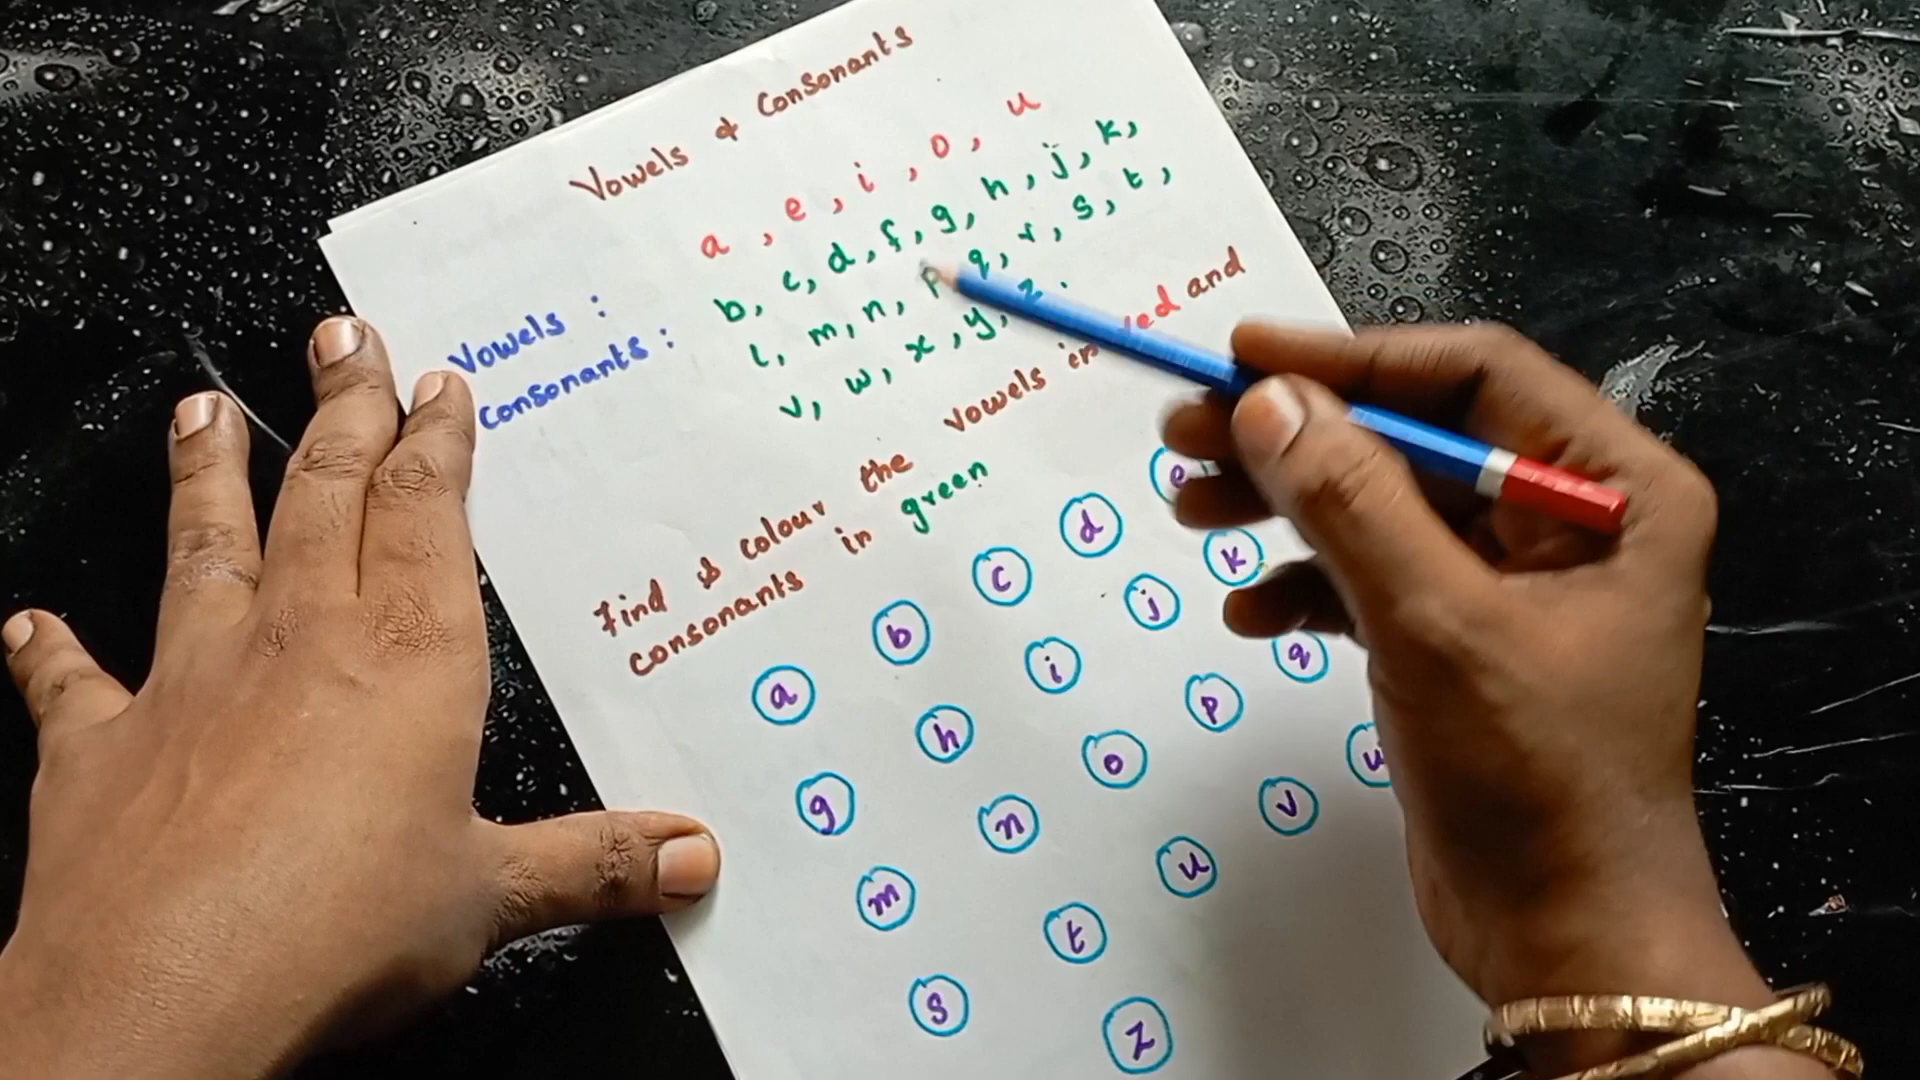 Vowels & Consonants
Vowels : a, e, i, o, u
Consonants : b, c, d, f, g, h, j, k,
l, m, n, p, q, r, s, t,
v, w, x, y, z.
Find & colour the vowels in red and
consonants in green
a b c d e
g h i j k
m n o p q
s t u v w
z